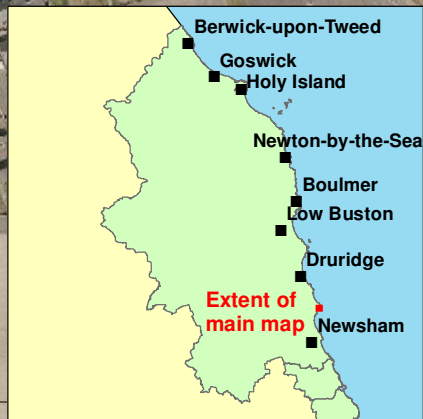 Berwick-upon-Tweed
Goswick
Holy Island
Newton-by-the-Sea
Boulmer
Low Buston
Druridge
Extent of
main map
Newsham